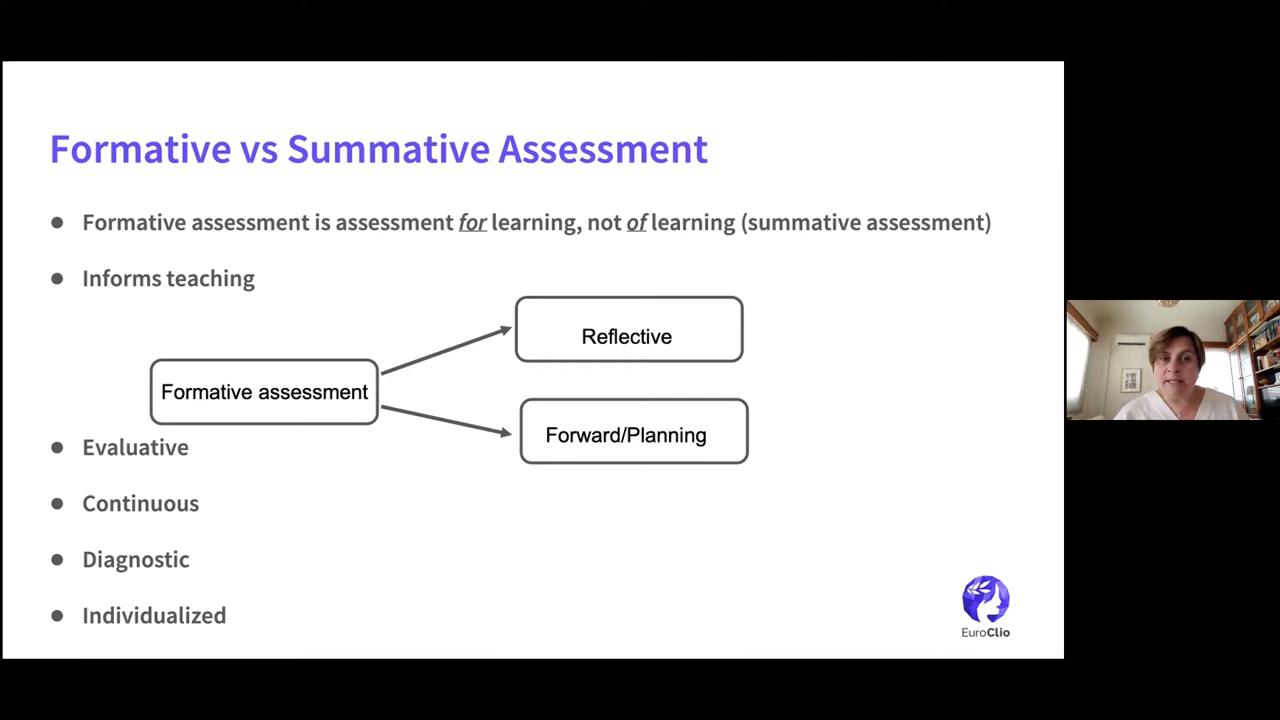 Formative vs Summative Assessment
● Formative assessment is assessment for learning, not of learning (summative assessment)
● Informs teaching
Reflective
Formative assessment
Forward/Planning
● Evaluative
● Continuous
● Diagnostic
● Individualized
EuroClio